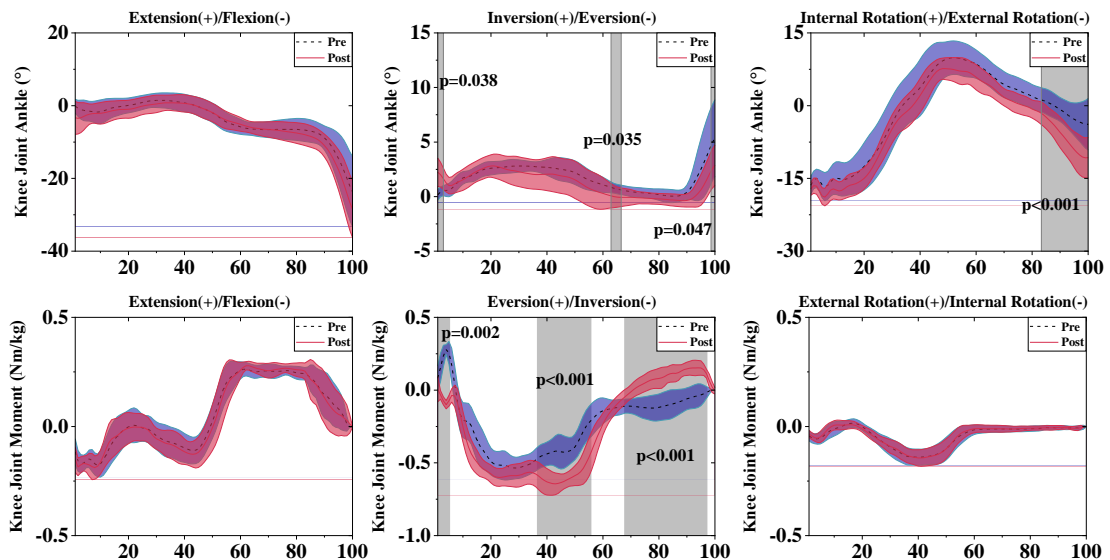 Extension(+)/Flexion(-)
Knee Joint Ankle (°)
20
0
-20
-40
20 40 60 80 100
Pre
Post
Inversion(+)/Eversion(-)
Knee Joint Ankle (°)
15
10
5
0
-5
20 40 60 80 100
Pre
Post
p=0.038
p=0.035
p=0.047
Internal Rotation(+)/External Rotation(-)
Knee Joint Ankle (°)
15
0
-15
-30
20 40 60 80 100
Pre
Post
p<0.001
Extension(+)/Flexion(-)
Knee Joint Moment (Nm/kg)
0.5
0.0
-0.5
20 40 60 80 100
Pre
Post
Eversion(+)/Inversion(-)
Knee Joint Moment (Nm/kg)
0.5
0.0
-0.5
-1.0
20 40 60 80 100
Pre
Post
p=0.002
p<0.001
p<0.001
External Rotation(+)/Internal Rotation(-)
Knee Joint Moment (Nm/kg)
0.5
0.0
-0.5
20 40 60 80 100
Pre
Post